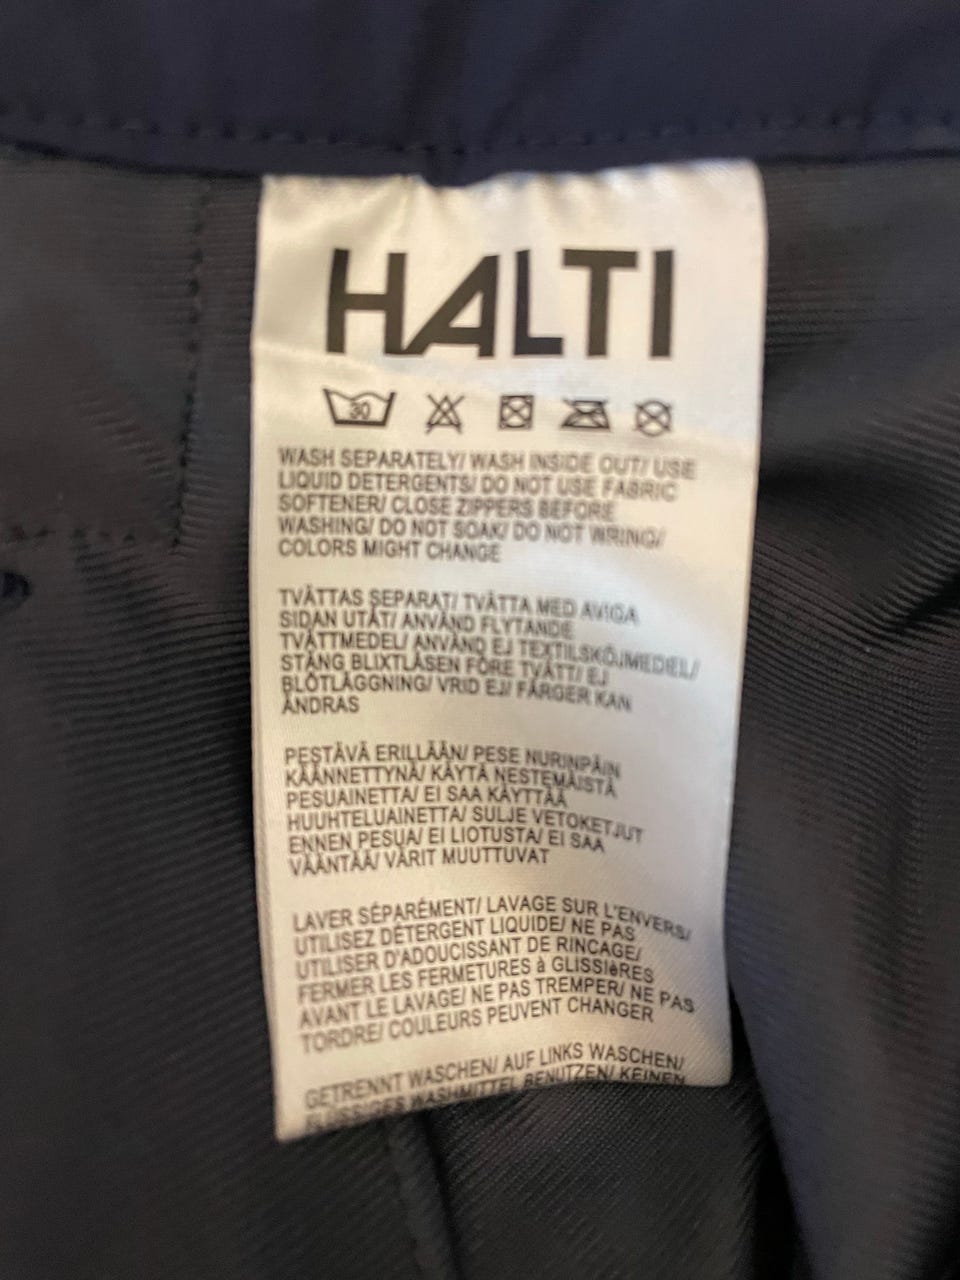 HALTI
30
WASH SEPARATELY/ WASH INSIDE OUT/ USE
LIQUID DETERGENTS/ DO NOT USE FABRIC
SOFTENER/ CLOSE ZIPPERS BEFORE
WASHING/ DO NOT SOAK/ DO NOT WRING/
COLORS MIGHT CHANGE
TVÄTTAS SEPARAT/ TVÄTTA MED AVIGA
SIDAN UTÅT/ ANVÄND FLYTANDE
TVÄTTMEDEL/ ANVÄND EJ TEXTILSKÖJMEDEL/
STÄNG BLIXTLÅSEN FÖRE TVÄTT/ EJ
BLÖTLÄGGNING/ VRID EJ/ FÄRGER KAN
ÄNDRAS
PESTÄVÄ ERILLÄÄN/ PESE NURINPÄIN
KÄÄNNETTYNÄ/ KÄYTÄ NESTEMÄISTÄ
PESUAINETTA/ EI SAA KÄYTTÄÄ
HUUHTELUAINETTA/ SULJE VETOKETJUT
ENNEN PESUA/ EI LIOTUSTA/ EI SAA
VÄÄNTÄÄ/ VÄRIT MUUTTUVAT
LAVER SÉPARÉMENT/ LAVAGE SUR L'ENVERS/
UTILISEZ DÉTERGENT LIQUIDE/ NE PAS
UTILISER D'ADOUCISSANT DE RINCAGE/
FERMER LES FERMETURES à GLISSIèRES
AVANT LE LAVAGE/ NE PAS TREMPER/ NE PAS
TORDRE/ COULEURS PEUVENT CHANGER
GETRENNT WASCHEN/ AUF LINKS WASCHEN/
FLÜSSIGES WASHMITTEL BENUTZEN/ KEINEN